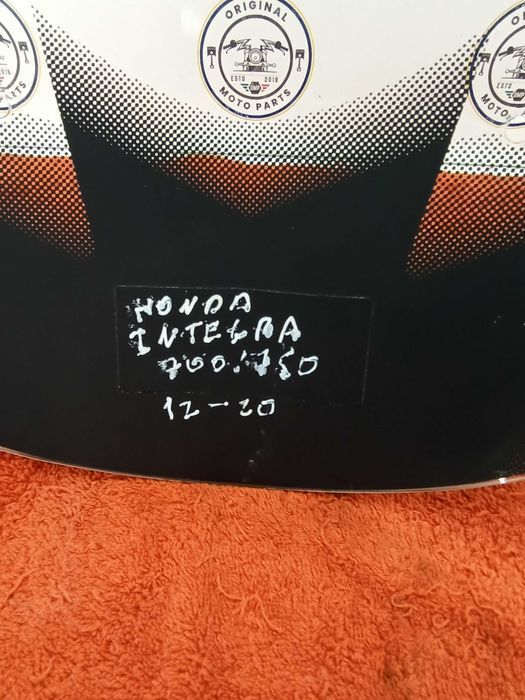 ORIGINAL
ESTD 2018
MOTO PARTS
HONDA
INTEGRA
700/750
12-20